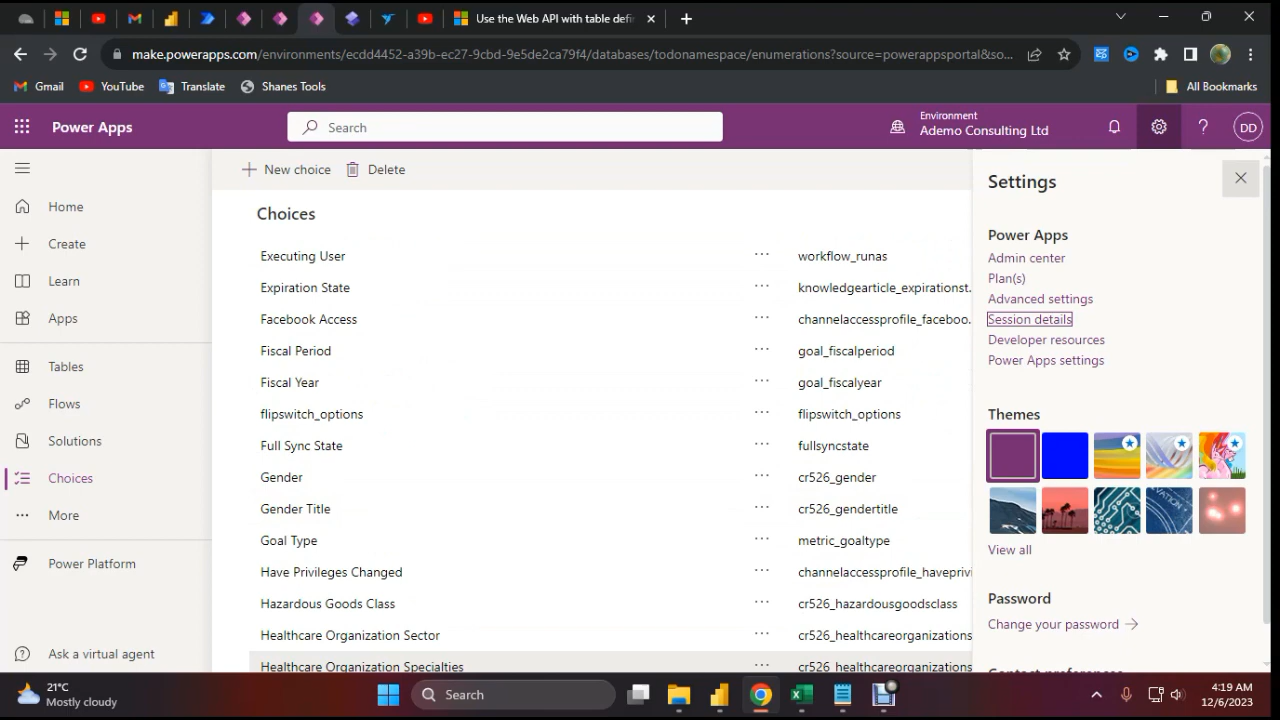 Use the Web API with table defi
make.powerapps.com/environments/ecdd4452-a39b-ec27-9cbd-9e5de2ca79f4/databases/todonamespace/enumerations?source=powerappsportal&so...
Gmail YouTube Translate Shanes Tools All Bookmarks
Power Apps
Search
Environment
Ademo Consulting Ltd
DD
Home
Create
Learn
Apps
Tables
Flows
Solutions
Choices
More
Power Platform
Ask a virtual agent
New choice Delete
Choices
Executing User ... workflow_runas
Expiration State ... knowledgearticle_expirationst.
Facebook Access ... channelaccessprofile_faceboo.
Fiscal Period ... goal_fiscalperiod
Fiscal Year ... goal_fiscalyear
flipswitch_options ... flipswitch_options
Full Sync State ... fullsyncstate
Gender ... cr526_gender
Gender Title ... cr526_gendertitle
Goal Type ... metric_goaltype
Have Privileges Changed ... channelaccessprofile_haveprivi
Hazardous Goods Class ... cr526_hazardousgoodsclass
Healthcare Organization Sector ... cr526_healthcareorganizations
Healthcare Organization Specialties ... cr526_healthcareorganizations
Settings
Power Apps
Admin center
Plan(s)
Advanced settings
Session details
Developer resources
Power Apps settings
Themes
View all
Password
Change your password
Contact preferences
21°C
Mostly cloudy
Search
4:19 AM
12/6/2023